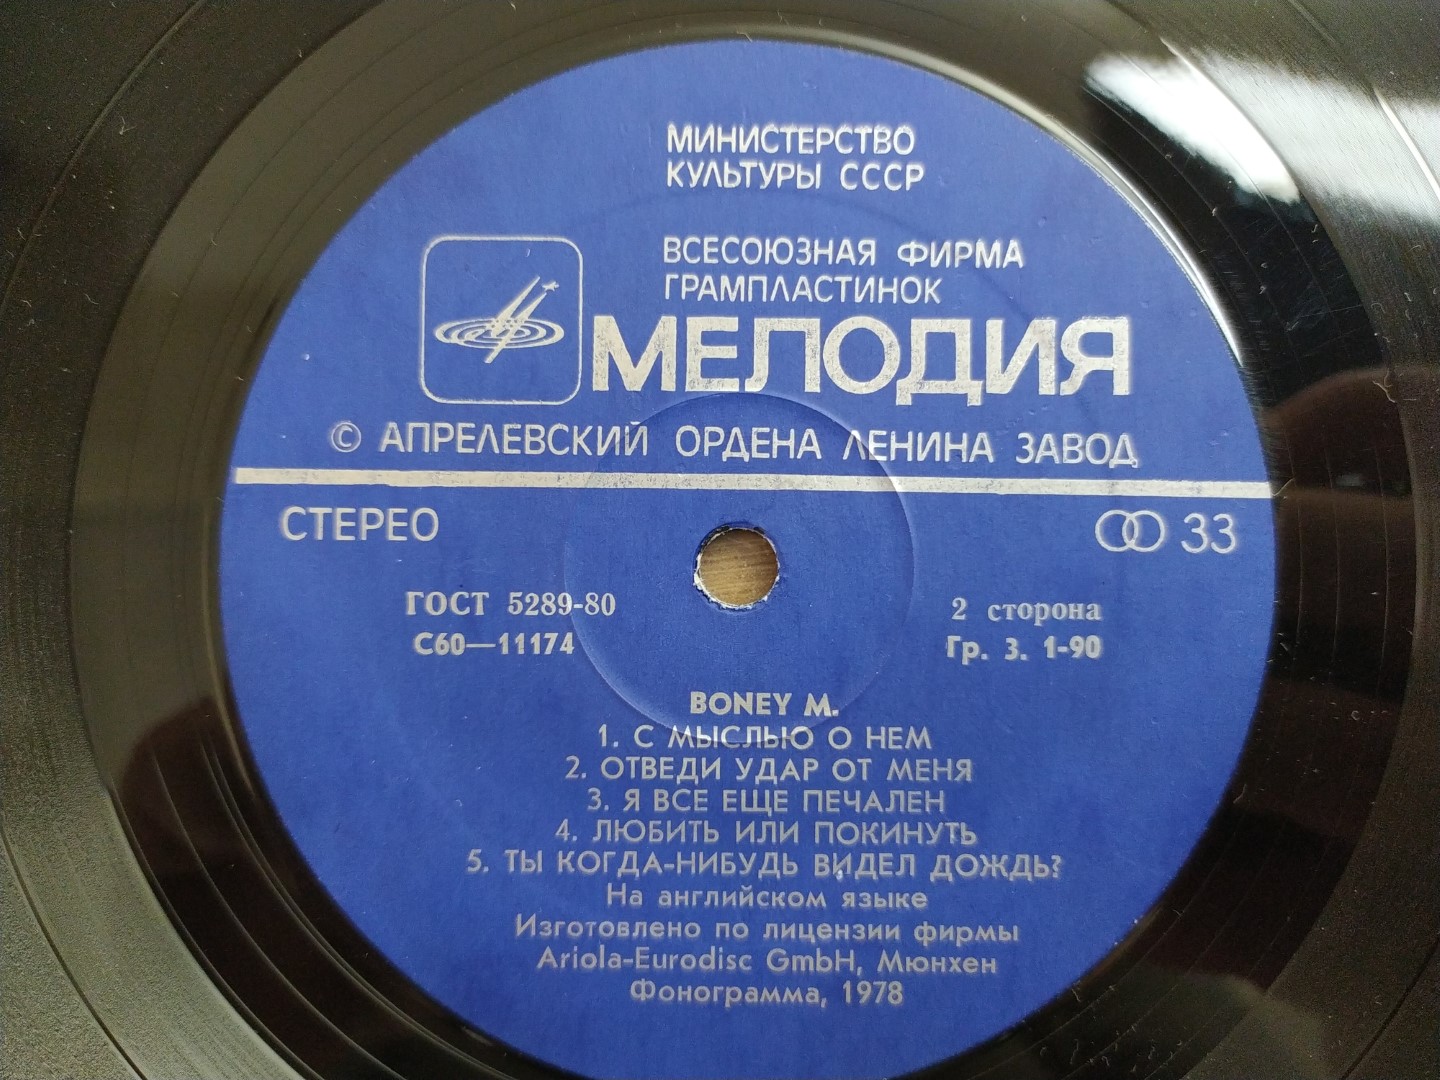 МИНИСТЕРСТВО
КУЛЬТУРЫ СССР
ВСЕСОЮЗНАЯ ФИРМА
ГРАМПЛАСТИНОК
МЕЛОДИЯ
© АПРЕЛЕВСКИЙ ОРДЕНА ЛЕНИНА ЗАВОД
СТЕРЕО
33
ГОСТ 5289-80
2 сторона
С60—11174
Гр. 3. 1-90
BONEY M.
1. С МЫСЛЬЮ О НЕМ
2. ОТВЕДИ УДАР ОТ МЕНЯ
3. Я ВСЕ ЕЩЕ ПЕЧАЛЕН
4. ЛЮБИТЬ ИЛИ ПОКИНУТЬ
5. ТЫ КОГДА-НИБУДЬ ВИДЕЛ ДОЖДЬ?
На английском языке
Изготовлено по лицензии фирмы
Ariola-Eurodisc GmbH, Мюнхен
Фонограмма, 1978